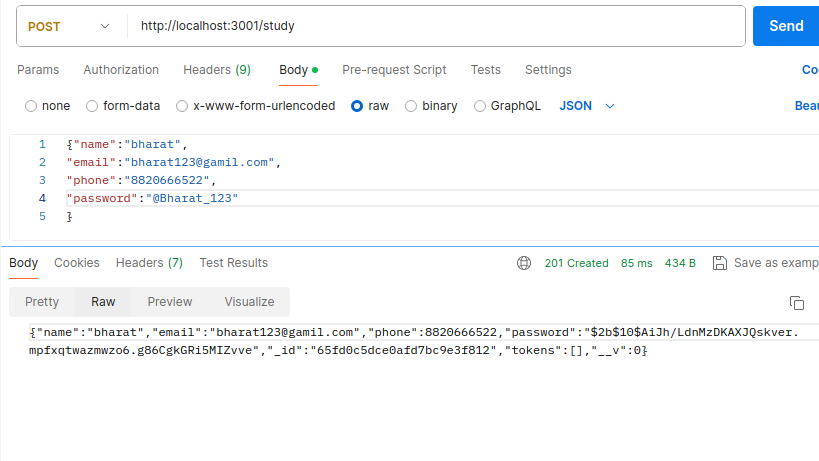 POST http://localhost:3001/study Send
Params Authorization Headers (9) Body Pre-request Script Tests Settings Co
none form-data x-www-form-urlencoded raw binary GraphQL JSON Beau
1 {"name":"bharat",
2 "email":"bharat123@gamil.com",
3 "phone":"8820666522",
4 "password":"@Bharat_123"
5 }
Body Cookies Headers (7) Test Results 201 Created 85 ms 434 B Save as examp
Pretty Raw Preview Visualize
{"name":"bharat","email":"bharat123@gamil.com","phone":8820666522,"password":"$2b$10$AiJh/LdnMzDKAXJQskver.
mpfxqtwazmwzo6.g86CgkGRi5MIZvve","_id":"65fd0c5dce0afd7bc9e3f812","tokens":[],"__v":0}